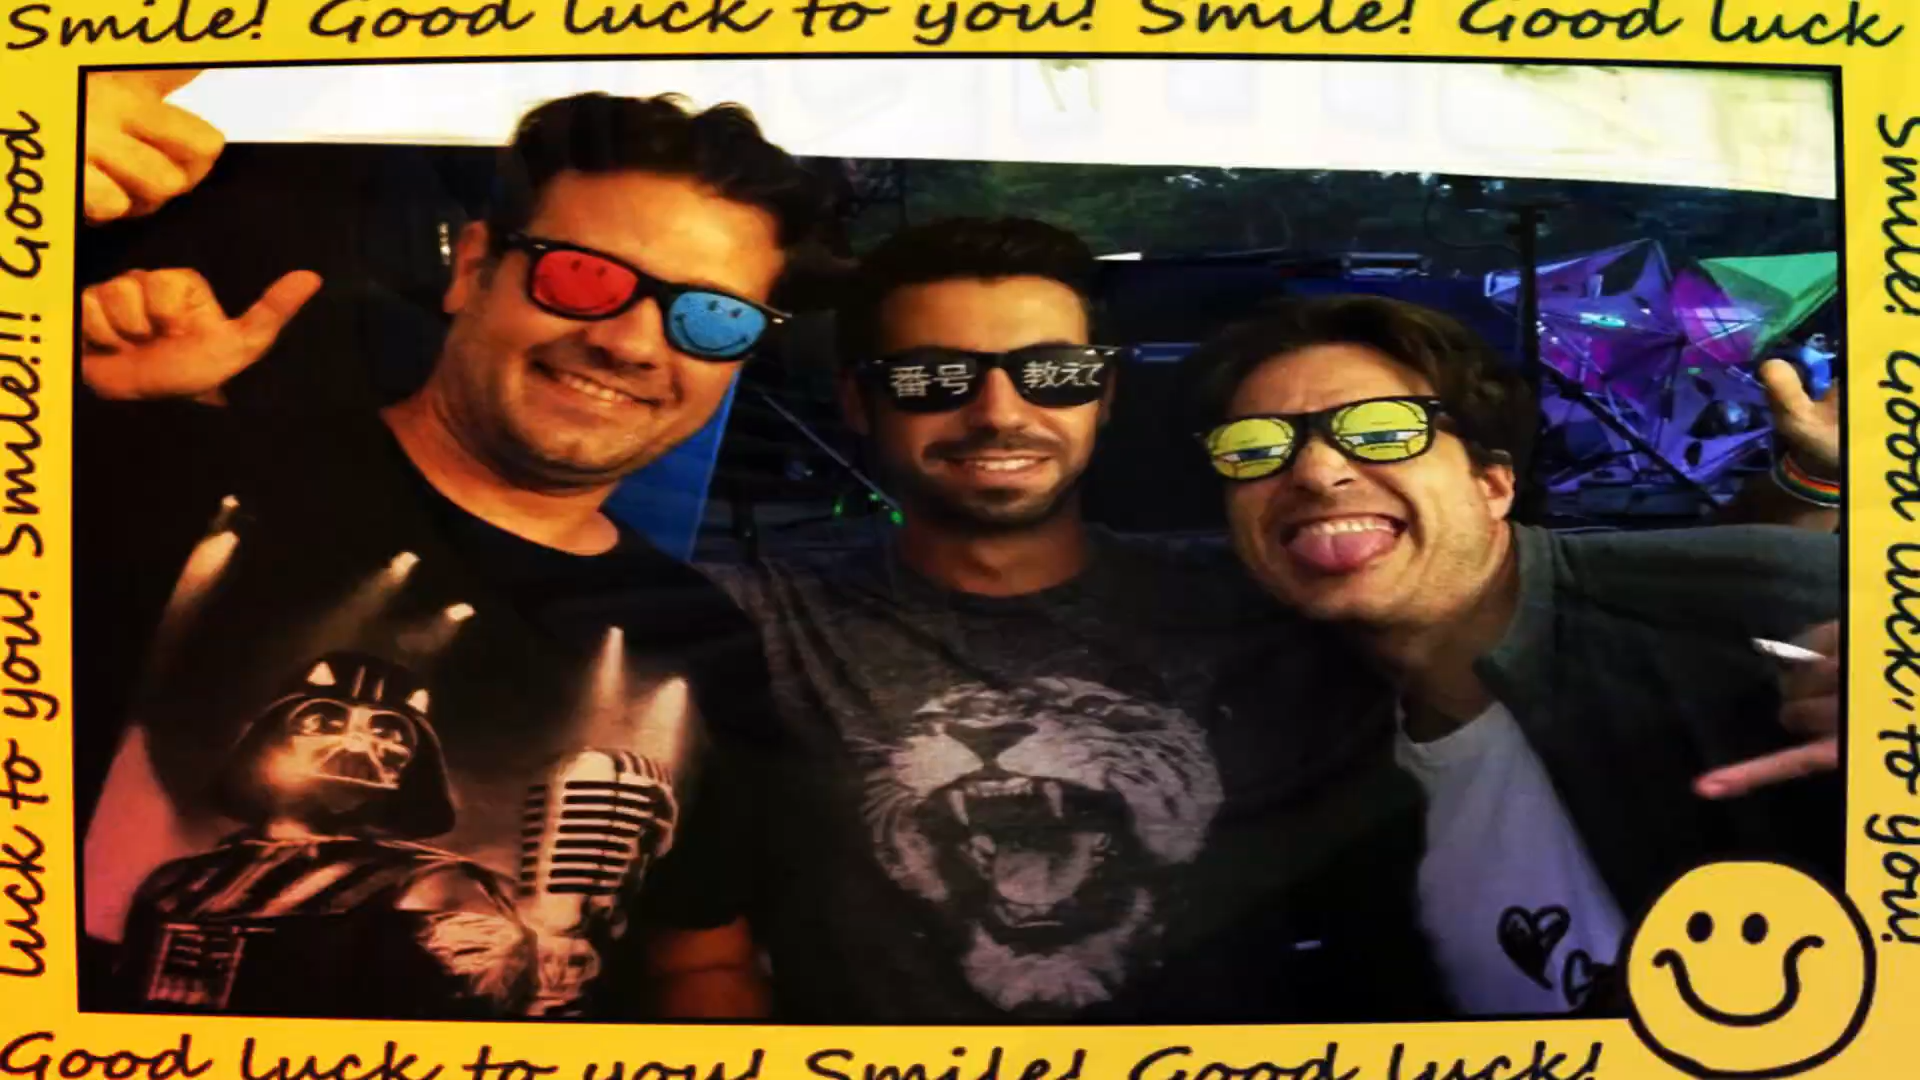 Smile! Good luck to you! Smile! Good luck
luck to you! Smile!!! Good
番号 教えて
Smile! Good luck, to you!
Good luck to you! Smile! Good luck!